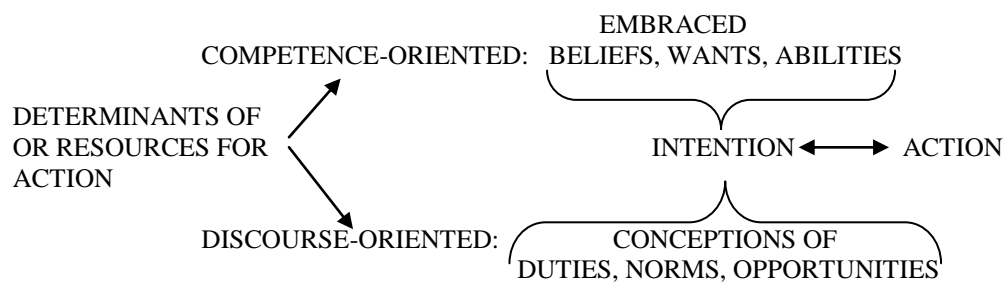 EMBRACED
COMPETENCE-ORIENTED: BELIEFS, WANTS, ABILITIES
DETERMINANTS OF
OR RESOURCES FOR
ACTION
INTENTION
ACTION
DISCOURSE-ORIENTED:
CONCEPTIONS OF
DUTIES, NORMS, OPPORTUNITIES